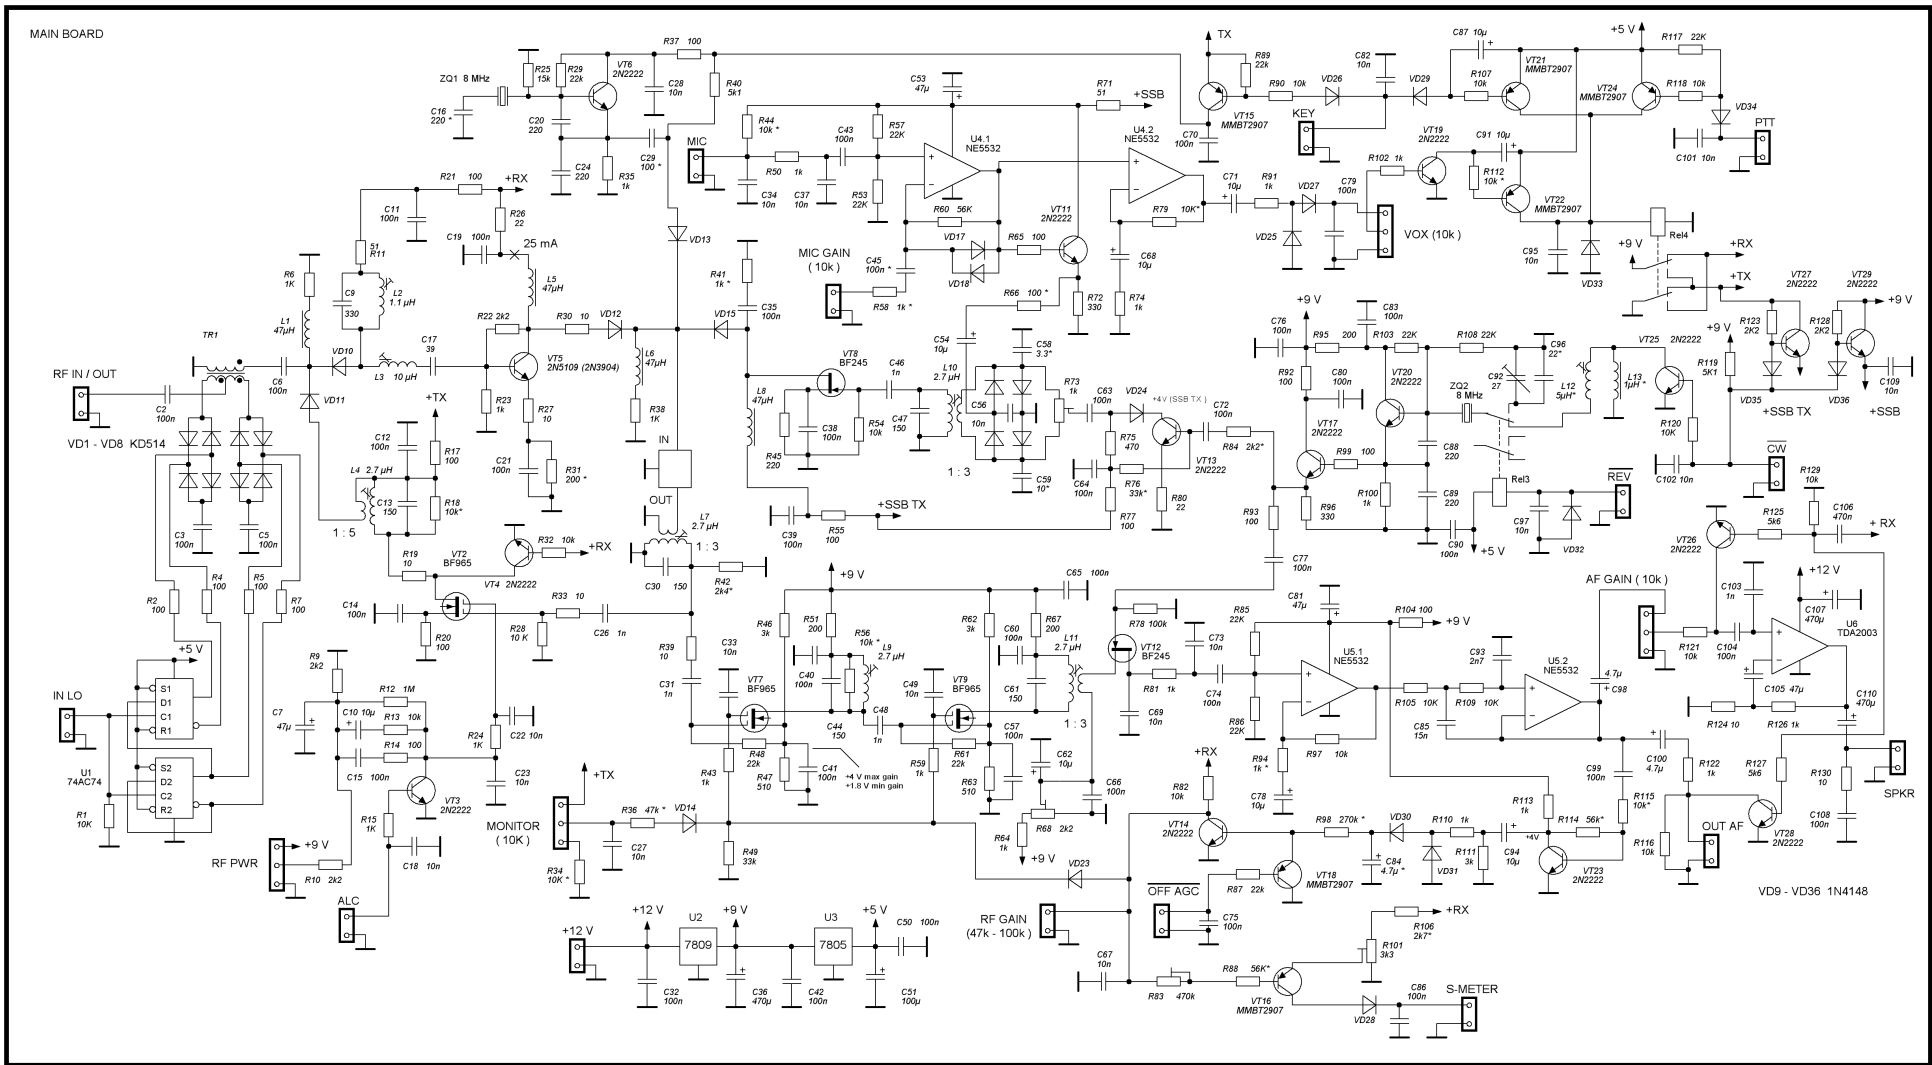 MAIN BOARD
R37 100
TX
R89
22k
C82
10n
C87 10µ
+
+5 V
R117 22K
ZQ1 8 MHz
R25
15k
R29
22k
VT6
2N2222
C28
10n
R40
5k1
C53
47µ
R71
51
+SSB
R90 10k
VD26
VD29
R107
10k
VT21
MMBT2907
VT24
MMBT2907
R118 10k
VD34
C16
220 *
C20
220
C24
220
R35
1k
C29
100 *
MIC
R44
10k *
R50 1k
C43
100n
R57
22K
U4.1
NE5532
U4.2
NE5532
VT15
MMBT2907
C70
100n
KEY
VT19
2N2222
C91 10µ
C101 10n
PTT
C34
10n
C37
10n
R53
22K
R60 56K
VD17
VD18
R65 100
VT11
2N2222
R79 10K*
C71
10µ
R91
1k
VD27
C79
100n
R102 1k
R112
10k *
VT22
MMBT2907
R21 100
+RX
C11
100n
R26
22
C19 100n
25 mA
51
R11
VD13
MIC GAIN
( 10k )
C45
100n *
R58 1k *
C68
10µ
R74
1k
VD25
VOX (10k )
C95
10n
VD33
Rel4
+9 V
+RX
+TX
VT27
2N2222
VT29
2N2222
+9 V
R6
1K
C9
330
L2
1.1 µH
L5
47µH
R41
1k *
C35
100n
R66 100 *
R72
330
+9 V
C83
100n
C76
100n
R95 200
R103 22K
R108 22K
C96
22*
+9 V
R119
5K1
VT25 2N2222
R123
2K2
R128
2K2
L1
47µH
R22 2k2
R30 10
VD12
VD15
C54
10µ
C58
3.3*
R92
100
C80
100n
VT20
2N2222
C92
27
ZQ2
8 MHz
L12
5µH*
L13
1µH*
C109
10n
TR1
C17
39
VT5
2N5109 (2N3904)
L6
47µH
VT8
BF245
C46
1n
L10
2.7 µH
R73
1k
C63
100n
VD24
+4V (SSB TX )
VD35
VD36
+SSB TX
+SSB
RF IN / OUT
C2
100n
C6
100n
VD10
VD11
L3 10 µH
R23
1k
R27
10
R38
1K
L8
47µH
C38
100n
R54
10k
C47
150
C56
10n
C72
100n
VT17
2N2222
R120
10K
VD1 - VD8 KD514
+TX
C12
100n
R17
100
L4 2.7 µH
C13
150
R18
10k*
1 : 5
C21
100n
R31
200 *
IN
OUT
R45
220
1 : 3
C59
10*
R75
470
C64
100n
R76
33k*
VT13
2N2222
R84 2k2*
R99 100
C88
220
C102 10n
CW
R129
10k
C3
100n
C5
100n
L7
2.7 µH
1 : 3
+SSB TX
C39
100n
R55
100
R77
100
R80
22
R93
100
R96
330
R100
1k
C89
220
C90
100n
Rel3
+5 V
C97
10n
VD32
REV
R125
5k6
C106
470n
+ RX
R19
10
VT2
BF965
VT4 2N2222
R32 10k
+RX
C30 150
R42
2k4*
C65 100n
C77
100n
VT26
2N2222
R2
100
R4
100
R5
100
R7
100
C14
100n
R20
100
R28
10 K
R33 10
C26 1n
+9 V
AF GAIN ( 10k )
C103
1n
+12 V
C107
470µ
U6
TDA2003
R46
3k
R51
200
R56
10k *
L9
2.7 µH
R62
3k
C60
100n
R67
200
L11
2.7µH
R78 100k
C73
10n
R85
22K
C81
47µ
R104 100
+9 V
+5 V
R9
2k2
R39
10
C33
10n
C40
100n
C49
10n
C61
150
VT12
BF245
R81 1k
C74
100n
U5.1
NE5532
C93
2n7
U5.2
NE5532
4.7µ
C98
R121
10k
C104
100n
S1
D1
C1
R1
IN LO
C7
47µ
R12 1M
C10 10µ
R13 10k
R14 100
C15 100n
R24
1K
C22 10n
C31
1n
VT7
BF965
C44
150
C48
1n
VT9
BF965
C57
100n
1 : 3
C69
10n
R86
22K
R105 10K
C85
15n
R109 10K
R124 10
C105 47µ
R126 1k
C110
470µ
U1
74AC74
S2
D2
C2
R2
R1
10K
C23
10n
VT3
2N2222
R15
1K
+TX
R43
1k
R48
22k
R47
510
C41
100n
+4 V max gain
+1.8 V min gain
R59
1k
R61
22k
R63
510
C62
10µ
C66
100n
+RX
R82
10k
R94
1k *
R97 10k
C78
10µ
C100
4.7µ
C99
100n
R122
1k
R127
5k6
R130
10
SPKR
MONITOR
( 10K )
R36 47k *
VD14
R64
1k
R68 2k2
+9 V
VT14
2N2222
R98 270k *
VD30
R110 1k
R113
1k
+4V
R114 56k*
R115
10k*
R116
10k
OUT AF
VT28
2N2222
C108
100n
RF PWR
+9 V
R10 2k2
C18 10n
R34
10K *
C27
10n
R49
33k
VD23
OFF AGC
R87 22k
VT18
MMBT2907
C84
4.7µ *
VD31
R111
3k
C94
10µ
VT23
2N2222
VD9 - VD36 1N4148
ALC
+12 V
+12 V
U2
7809
+9 V
U3
7805
+5 V
C50 100n
RF GAIN
(47k - 100k )
C75
100n
R106
2k7*
+RX
R101
3k3
C32
100n
C36
470µ
C42
100n
C51
100µ
C67
10n
R83 470k
R88 56K*
VT16
MMBT2907
VD28
C86
100n
S-METER